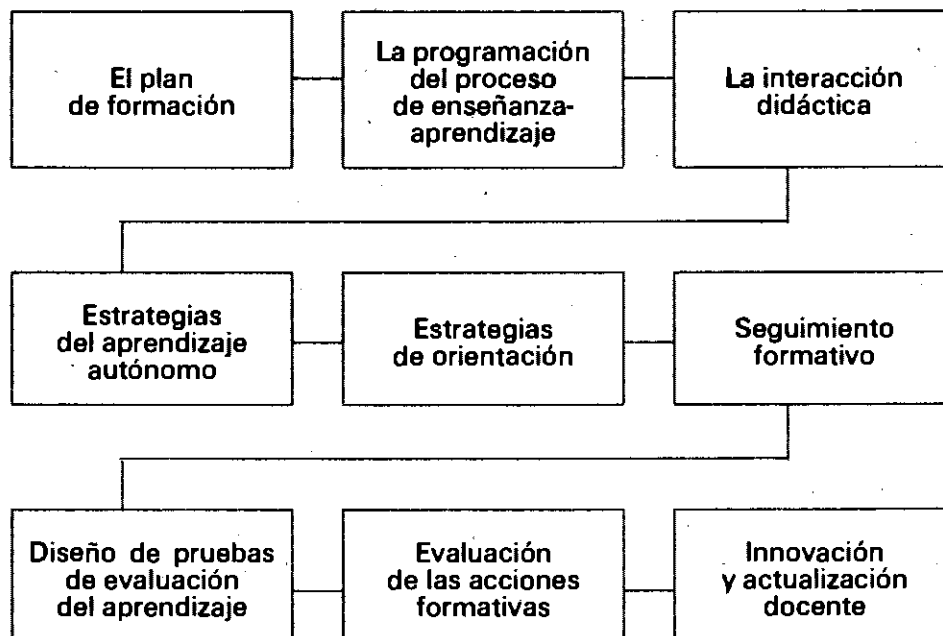 El plan
de formación
La programación
del proceso
de enseñanza-
aprendizaje
La interacción
didáctica
Estrategias
del aprendizaje
autónomo
Estrategias
de orientación
Seguimiento
formativo
Diseño de pruebas
de evaluación
del aprendizaje
Evaluación
de las acciones
formativas
Innovación
y actualización
docente